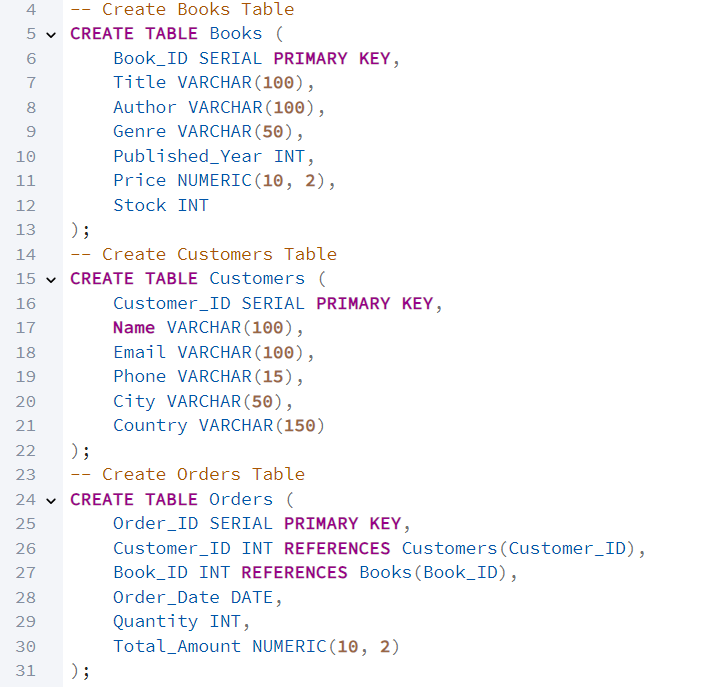 4 -- Create Books Table
5 CREATE TABLE Books (
6 Book_ID SERIAL PRIMARY KEY,
7 Title VARCHAR(100),
8 Author VARCHAR(100),
9 Genre VARCHAR(50),
10 Published_Year INT,
11 Price NUMERIC(10, 2),
12 Stock INT
13 );
14 -- Create Customers Table
15 CREATE TABLE Customers (
16 Customer_ID SERIAL PRIMARY KEY,
17 Name VARCHAR(100),
18 Email VARCHAR(100),
19 Phone VARCHAR(15),
20 City VARCHAR(50),
21 Country VARCHAR(150)
22 );
23 -- Create Orders Table
24 CREATE TABLE Orders (
25 Order_ID SERIAL PRIMARY KEY,
26 Customer_ID INT REFERENCES Customers(Customer_ID),
27 Book_ID INT REFERENCES Books(Book_ID),
28 Order_Date DATE,
29 Quantity INT,
30 Total_Amount NUMERIC(10, 2)
31 );